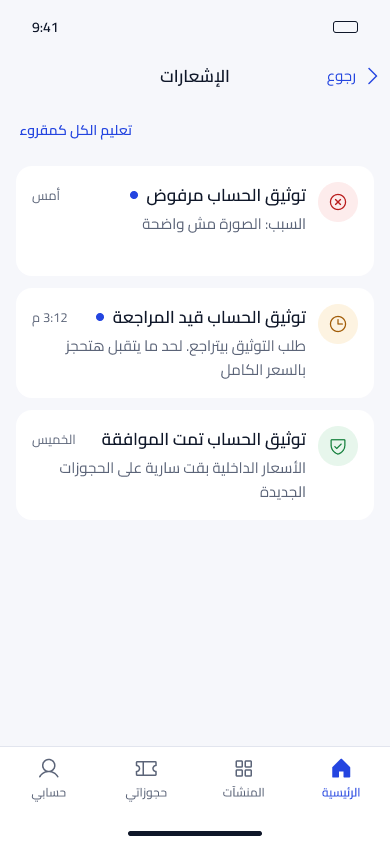 9:41
رجوع
الإشعارات
تعليم الكل كمقروء
توثيق الحساب مرفوض
أمس
السبب: الصورة مش واضحة
توثيق الحساب قيد المراجعة
3:12 م
طلب التوثيق بيتراجع. لحد ما يتقبل هتحجز
بالسعر الكامل
توثيق الحساب تمت الموافقة
الخميس
الأسعار الداخلية بقت سارية على الحجوزات
الجديدة
الرئيسية
المنشآت
حجوزاتي
حسابي